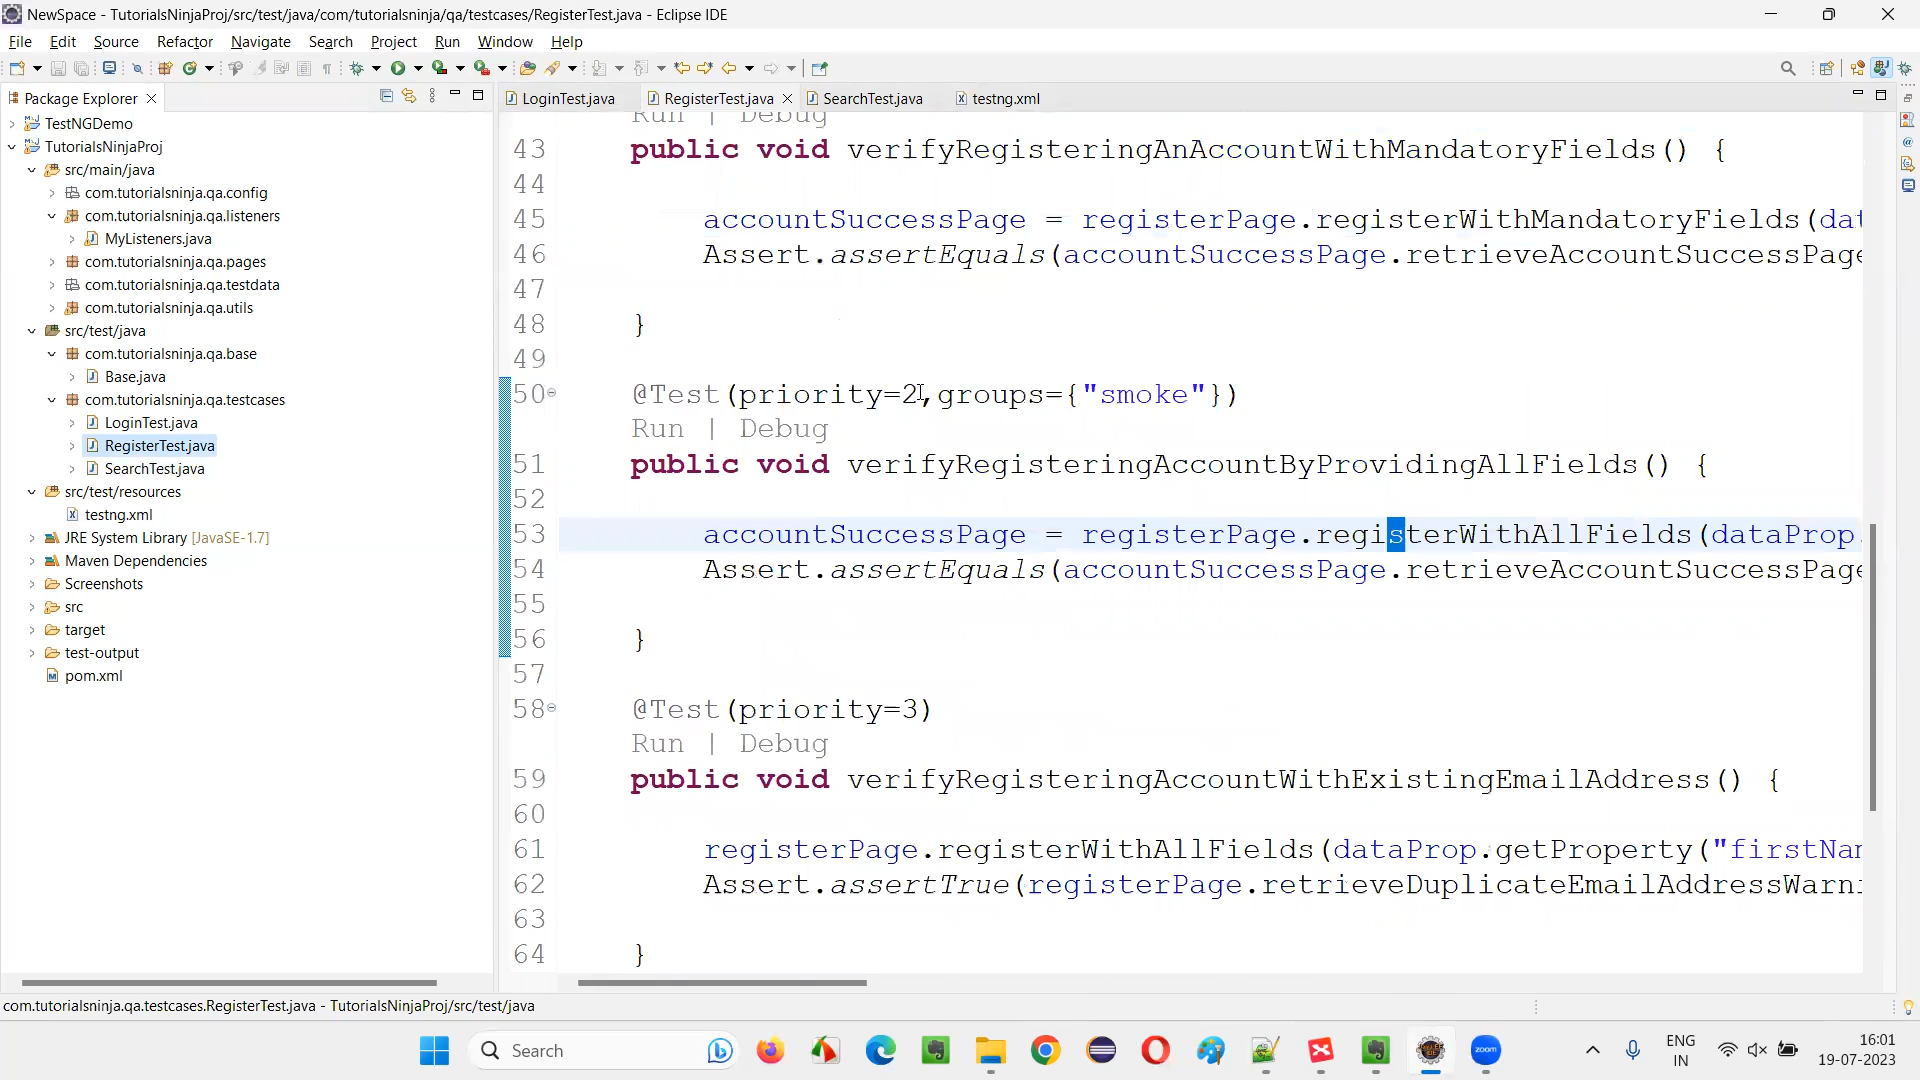 NewSpace - TutorialsNinjaProj/src/test/java/com/tutorialsninja/qa/testcases/RegisterTest.java - Eclipse IDE
File Edit Source Refactor Navigate Search Project Run Window Help
Package Explorer
LoginTest.java RegisterTest.java SearchTest.java testng.xml
TestNGDemo
TutorialsNinjaProj
src/main/java
com.tutorialsninja.qa.config
com.tutorialsninja.qa.listeners
MyListeners.java
com.tutorialsninja.qa.pages
com.tutorialsninja.qa.testdata
com.tutorialsninja.qa.utils
src/test/java
com.tutorialsninja.qa.base
Base.java
com.tutorialsninja.qa.testcases
LoginTest.java
RegisterTest.java
SearchTest.java
src/test/resources
testng.xml
JRE System Library [JavaSE-1.7]
Maven Dependencies
Screenshots
src
target
test-output
pom.xml
Run | Debug
43 public void verifyRegisteringAnAccountWithMandatoryFields() {
44
45 accountSuccessPage = registerPage.registerWithMandatoryFields(dat
46 Assert.assertEquals(accountSuccessPage.retrieveAccountSuccessPage
47
48 }
49
50 @Test(priority=2,groups={"smoke"})
Run | Debug
51 public void verifyRegisteringAccountByProvidingAllFields() {
52
53 accountSuccessPage = registerPage.registerWithAllFields(dataProp.
54 Assert.assertEquals(accountSuccessPage.retrieveAccountSuccessPage
55
56 }
57
58 @Test(priority=3)
Run | Debug
59 public void verifyRegisteringAccountWithExistingEmailAddress() {
60
61 registerPage.registerWithAllFields(dataProp.getProperty("firstNam
62 Assert.assertTrue(registerPage.retrieveDuplicateEmailAddressWarni
63
64 }
com.tutorialsninja.qa.testcases.RegisterTest.java - TutorialsNinjaProj/src/test/java
Search
zoom
ENG
IN
16:01
19-07-2023